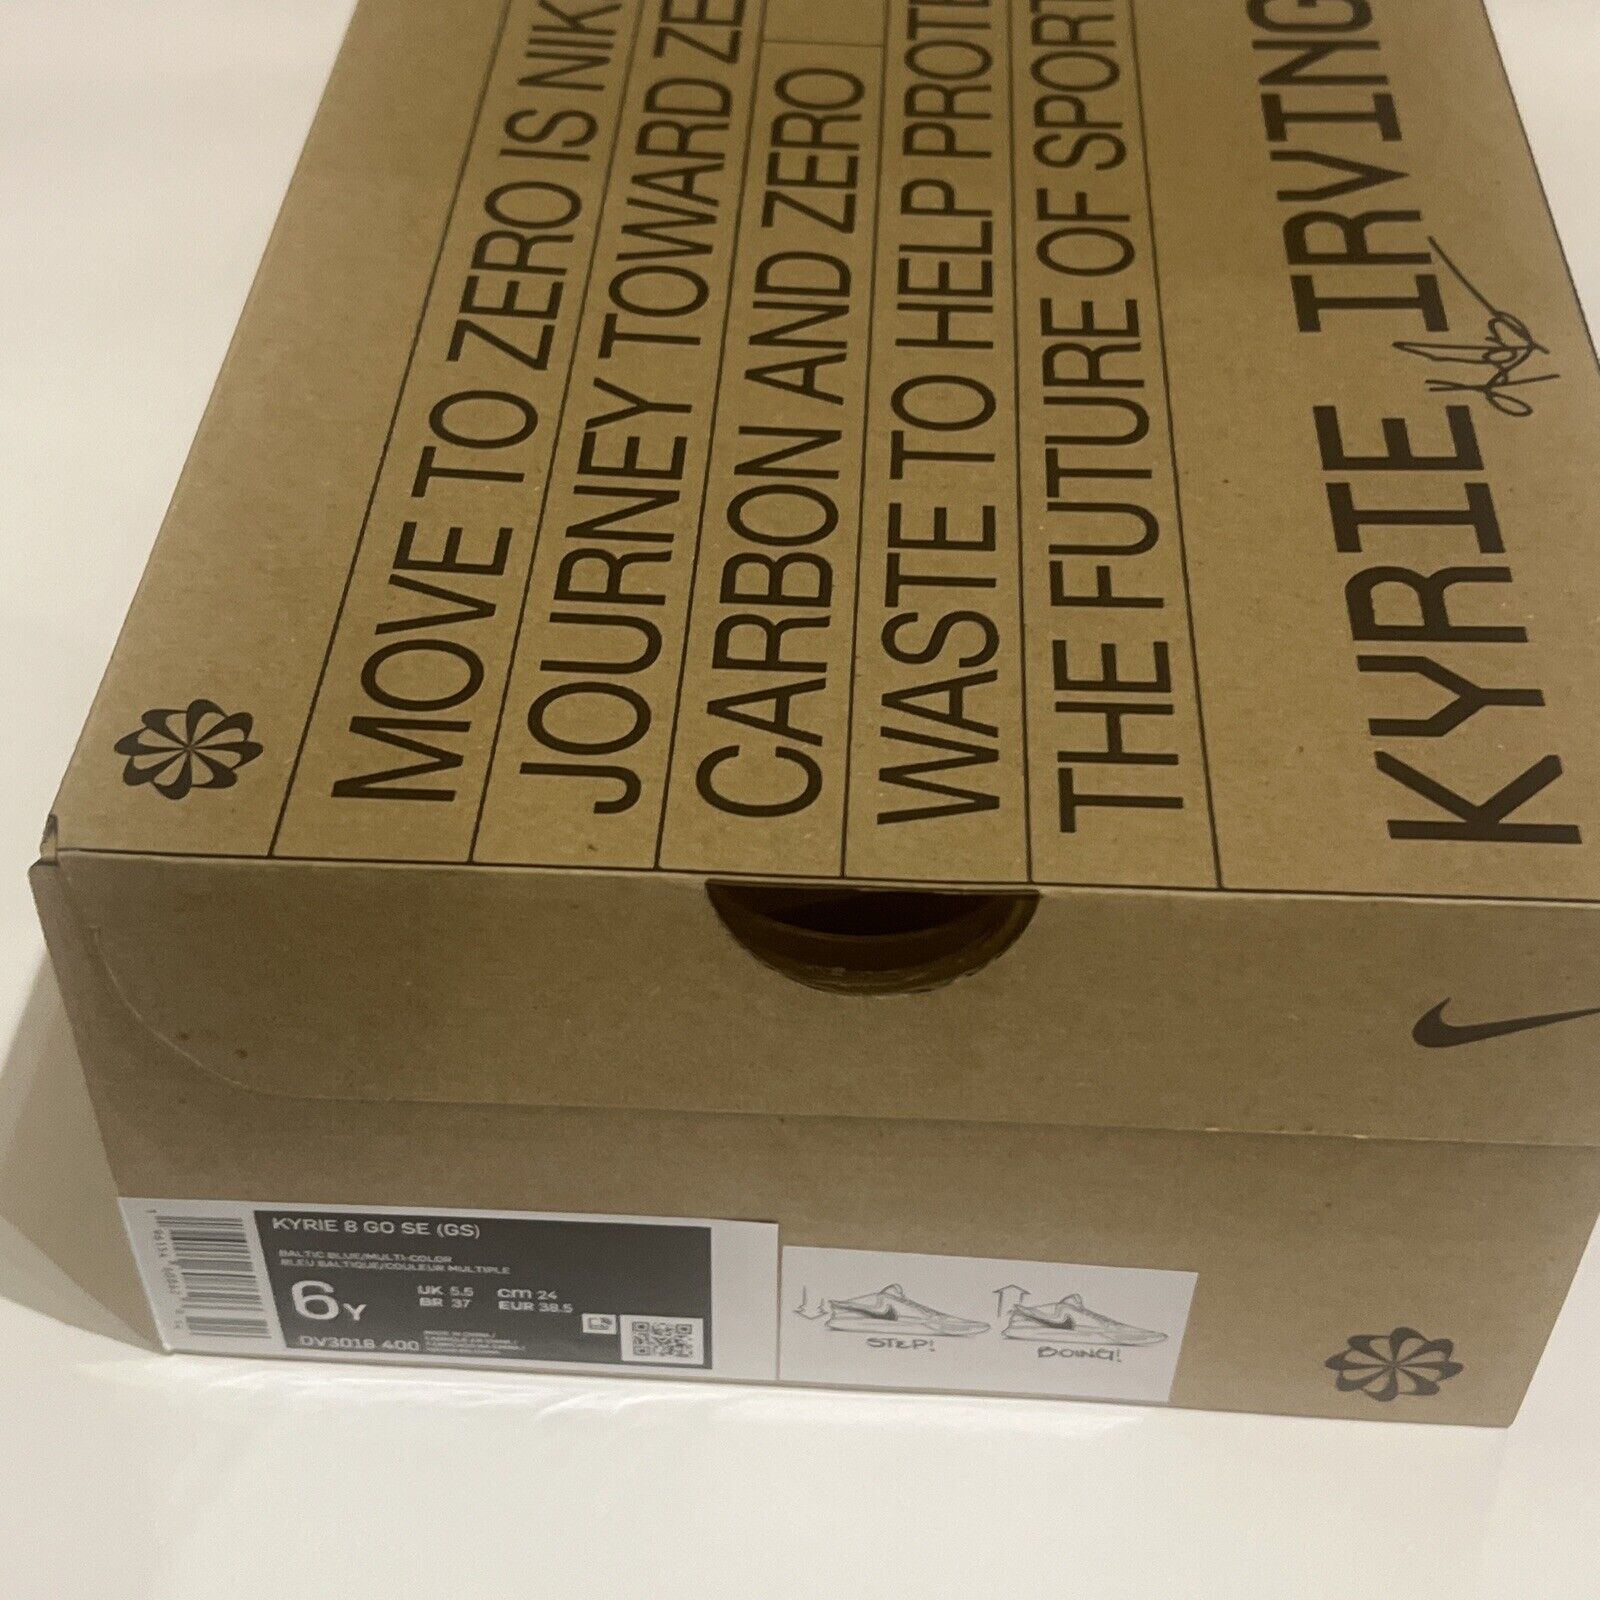 MOVE TO ZERO IS NIK
JOURNEY TOWARD ZE
CARBON AND ZERO
WASTE TO HELP PROTE
THE FUTURE OF SPORT
KYRIE IRVING
KYRIE 8 GO SE (GS)
BALTIC BLUE/MULTI-COLOR
BLEU BALTIQUE/COULEUR MULTIPLE
6Y
UK 5.5 cm 24
BR 37 EUR 38.5
DV3018 400
STEP!
BOING!